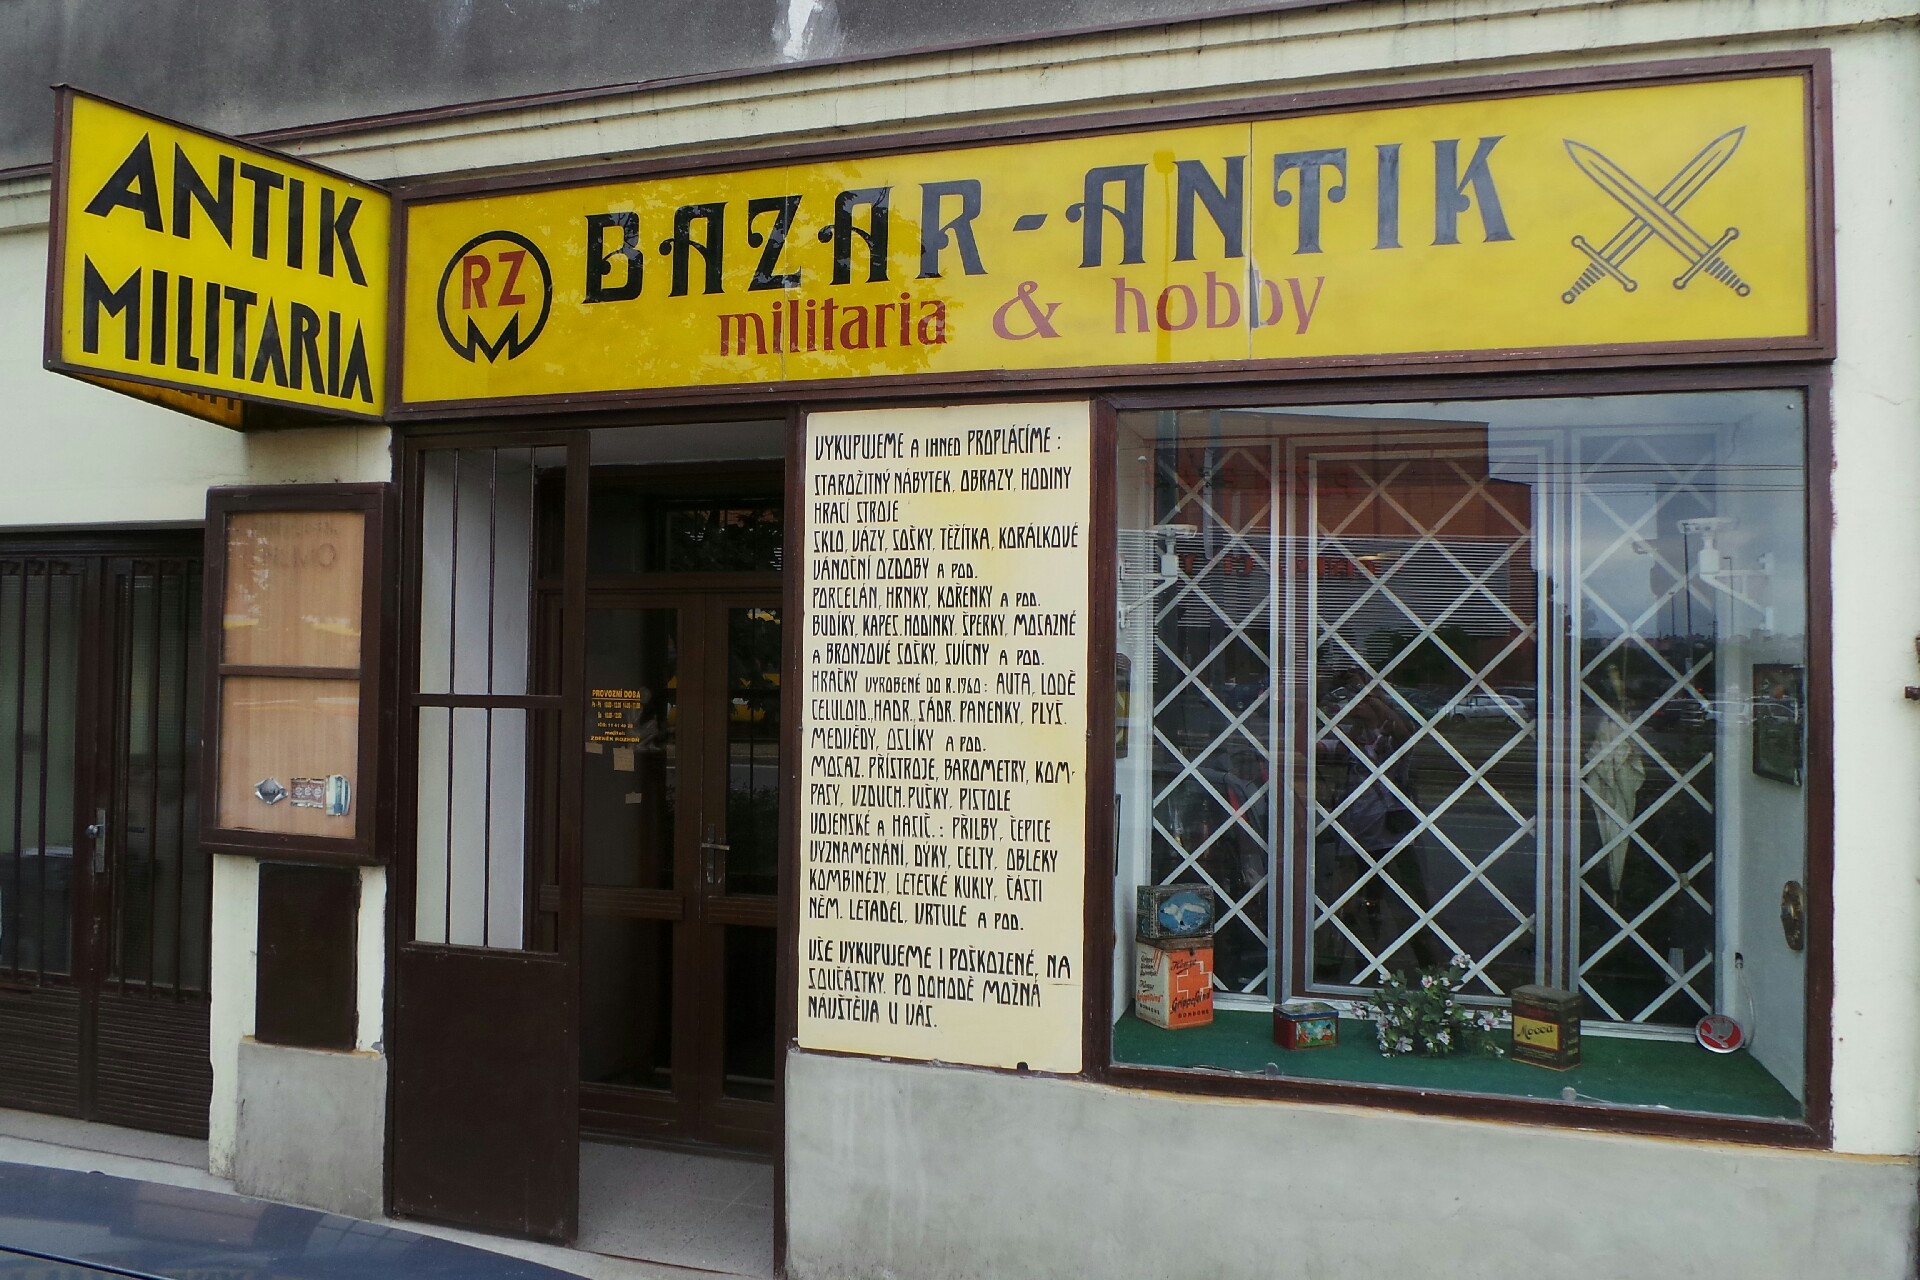 ANTIK
MILITARIA
RZ
M
BAZAR-ANTIK
militaria & hobby
VYKUPUJEME A IHNED PROPLÁCÍME :
STAROŽITNÝ NÁBYTEK, OBRAZY, HODINY
HRACÍ STROJE
SKLO, VÁZY, SOŠKY, TĚŽÍTKA, KORÁLKOVÉ
VÁNOČNÍ OZDOBY A POD.
PORCELÁN, HRNKY, KOŘENKY A POD.
BUDÍKY, KAPES. HODINKY, ŠPERKY, MOSAZNÉ
A BRONZOVÉ SOŠKY, SVÍCNY A POD.
HRAČKY VYROBENÉ DO R. 1960 : AUTA, LODĚ
CELULOID., HADR., SÁDR. PANENKY, PLYŠ.
MEDVĚDY, OSLÍKY A POD.
MOSAZ. PŘÍSTROJE, BAROMETRY, KOM-
PASY, VZDUCH. PUŠKY, PISTOLE
VOJENSKÉ A HASIČ. : PŘILBY, ČEPICE
VYZNAMENÁNÍ, DÝKY, CELTY, OBLEKY
KOMBINÉZY, LETECKÉ KUKLY, ČÁSTI
NĚM. LETADEL, VRTULE A POD.
VŠE VYKUPUJEME I POŠKOZENÉ, NA
SOUČÁSTKY. PO DOHODĚ MOŽNÁ
NÁVŠTĚVA U VÁS.
PROVOZNÍ DOBA
Mocca